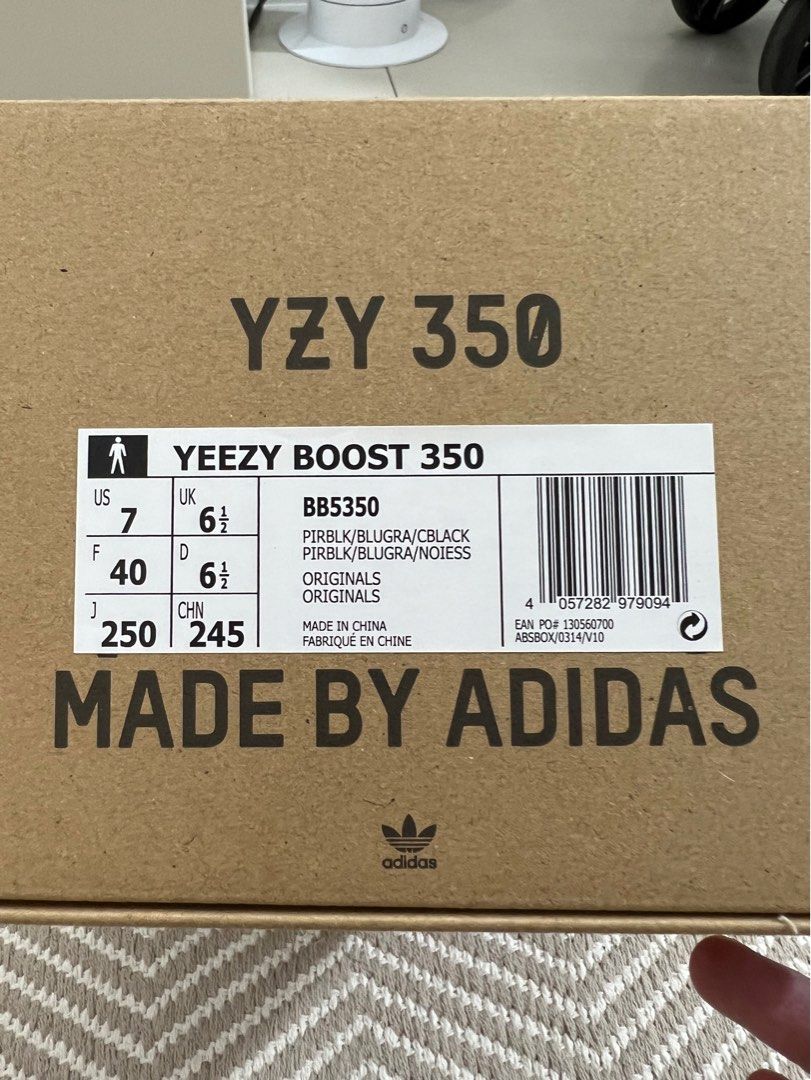 YZY 350
YEEZY BOOST 350
US 7 UK 6½
F 40 D 6½
J 250 CHN 245
BB5350
PIRBLK/BLUGRA/CBLACK
PIRBLK/BLUGRA/NOIESS
ORIGINALS
ORIGINALS
MADE IN CHINA
FABRIQUÉ EN CHINE
4 057282 979094
EAN PO# 130560700
ABSBOX/0314/V10
MADE BY ADIDAS
adidas